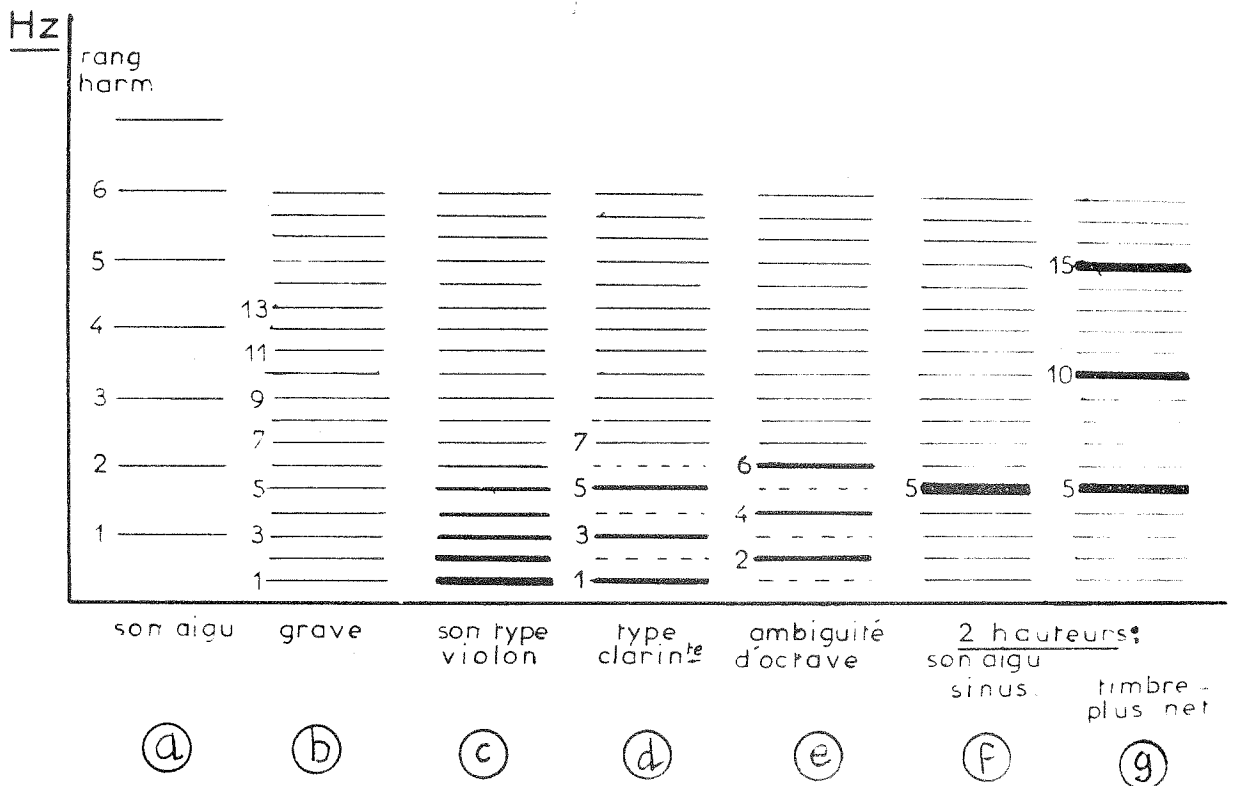 Hz
rang
harm
6
5
4
3
2
1
13
11
9
7
5
3
1
7
5
3
1
6
4
2
5
15
10
5
son aigu
grave
son type
violon
type
clarinte
ambiguité
d'octave
2 hauteurs:
son aigu
sinus.
timbre -
plus net
a
b
c
d
e
f
g